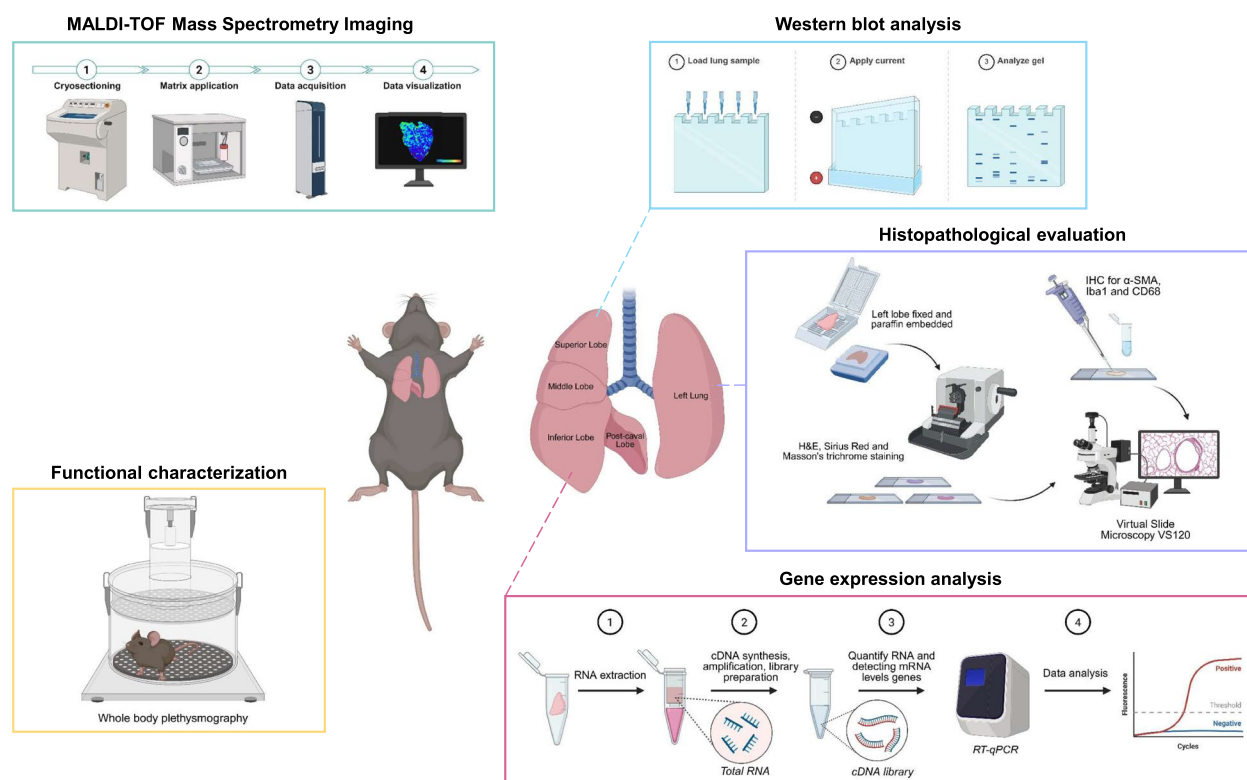 MALDI-TOF Mass Spectrometry Imaging
1
2
3
4
Cryosectioning
Matrix application
Data acquisition
Data visualization
Western blot analysis
1 Load lung sample
2 Apply current
3 Analyze gel
−
+
Histopathological evaluation
Left lobe fixed and
paraffin embedded
IHC for α-SMA,
Iba1 and CD68
H&E, Sirius Red and
Masson's trichrome staining
Virtual Slide
Microscopy VS120
Superior Lobe
Middle Lobe
Inferior Lobe
Post-caval
Lobe
Left Lung
Functional characterization
Whole body plethysmography
Gene expression analysis
1
2
3
4
RNA extraction
cDNA synthesis,
amplification, library
preparation
Quantify RNA and
detecting mRNA
levels genes
Data analysis
Total RNA
cDNA library
RT-qPCR
Fluorescence
Positive
Threshold
Negative
Cycles